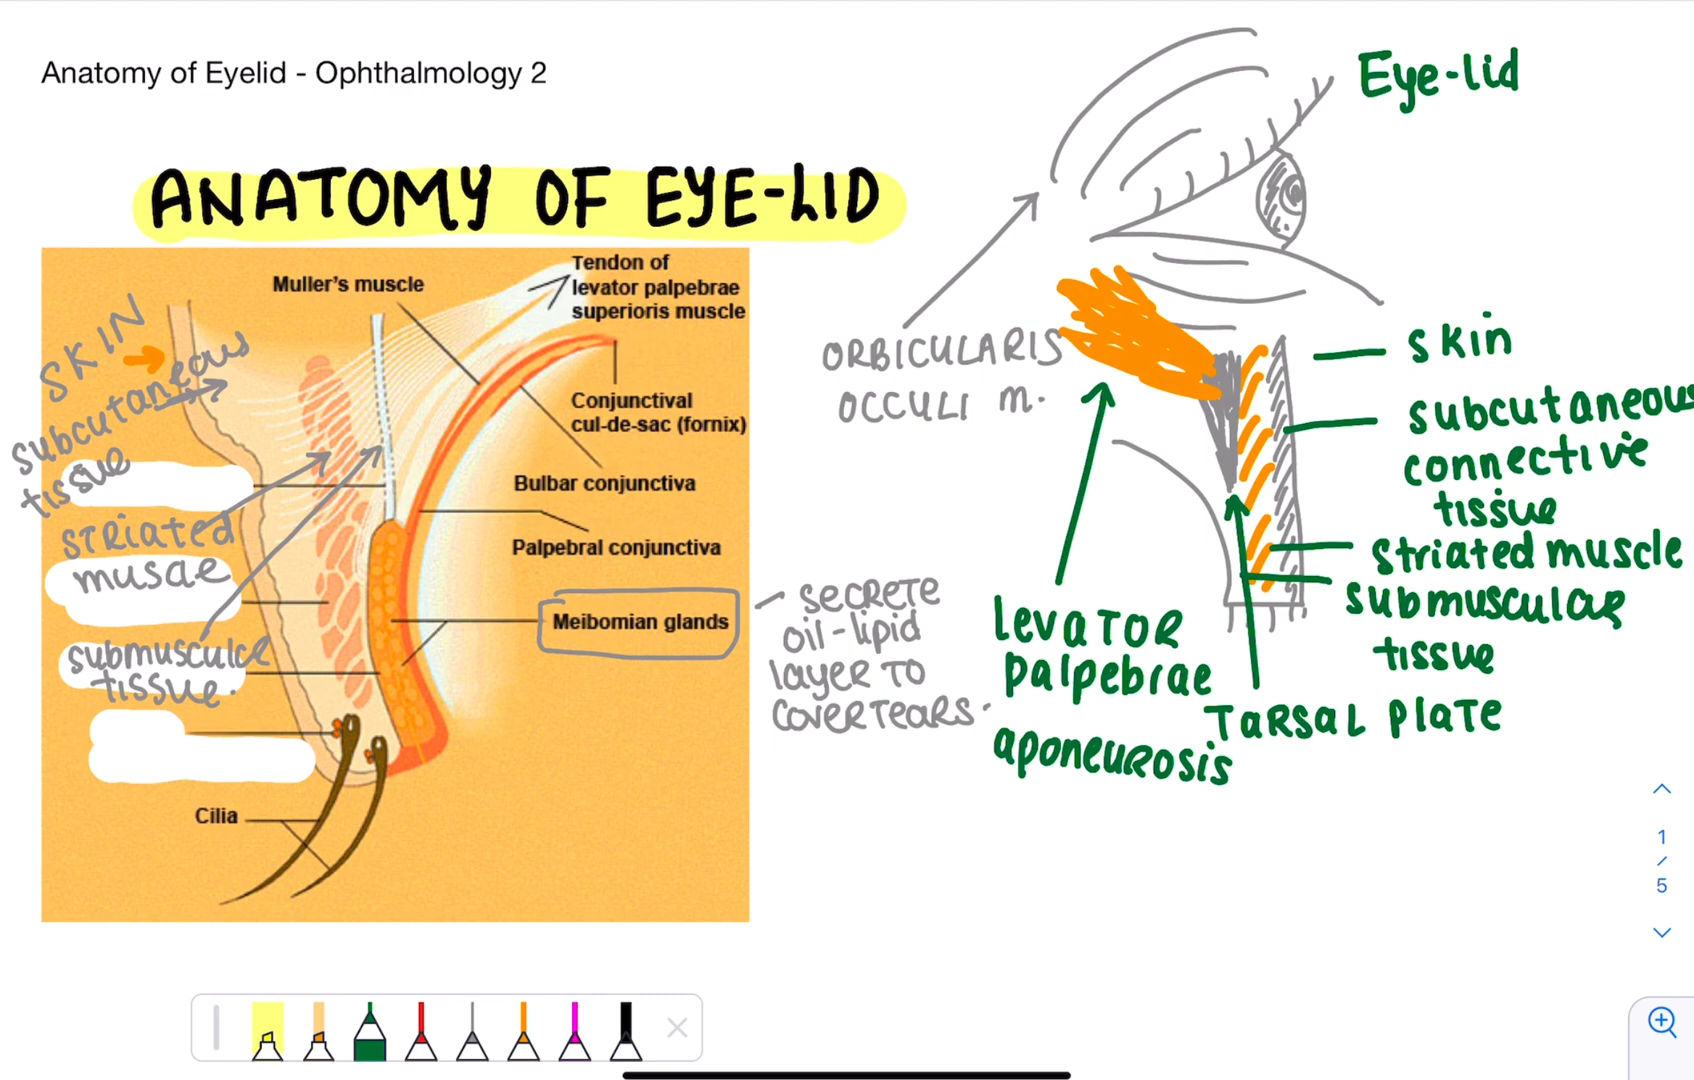 Anatomy of Eyelid - Ophthalmology 2
ANATOMY OF EYE-LID
Eye-lid
Muller's muscle
Tendon of
levator palpebrae
superioris muscle
SKIN
subcutaneous
tissue
Conjunctival
cul-de-sac (fornix)
Bulbar conjunctiva
STRIATED
muscle
Palpebral conjunctiva
Meibomian glands
submusculce
TISSUE.
Cilia
SECRETE
oil-lipid
layer TO
COVER TEARS.
ORBICULARIS
OCCULI m.
skin
subcutaneous
connective
tissue
Striated muscle
submuscular
tissue
Levator
palpebrae
aponeurosis
TARSAL PLATE
1
/
5